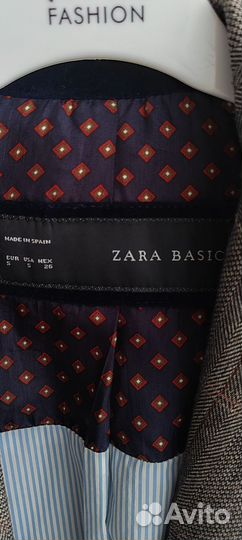 FASHION
MADE IN SPAIN
EUR USA MEX
S S 26
ZARA BASIC
Avito